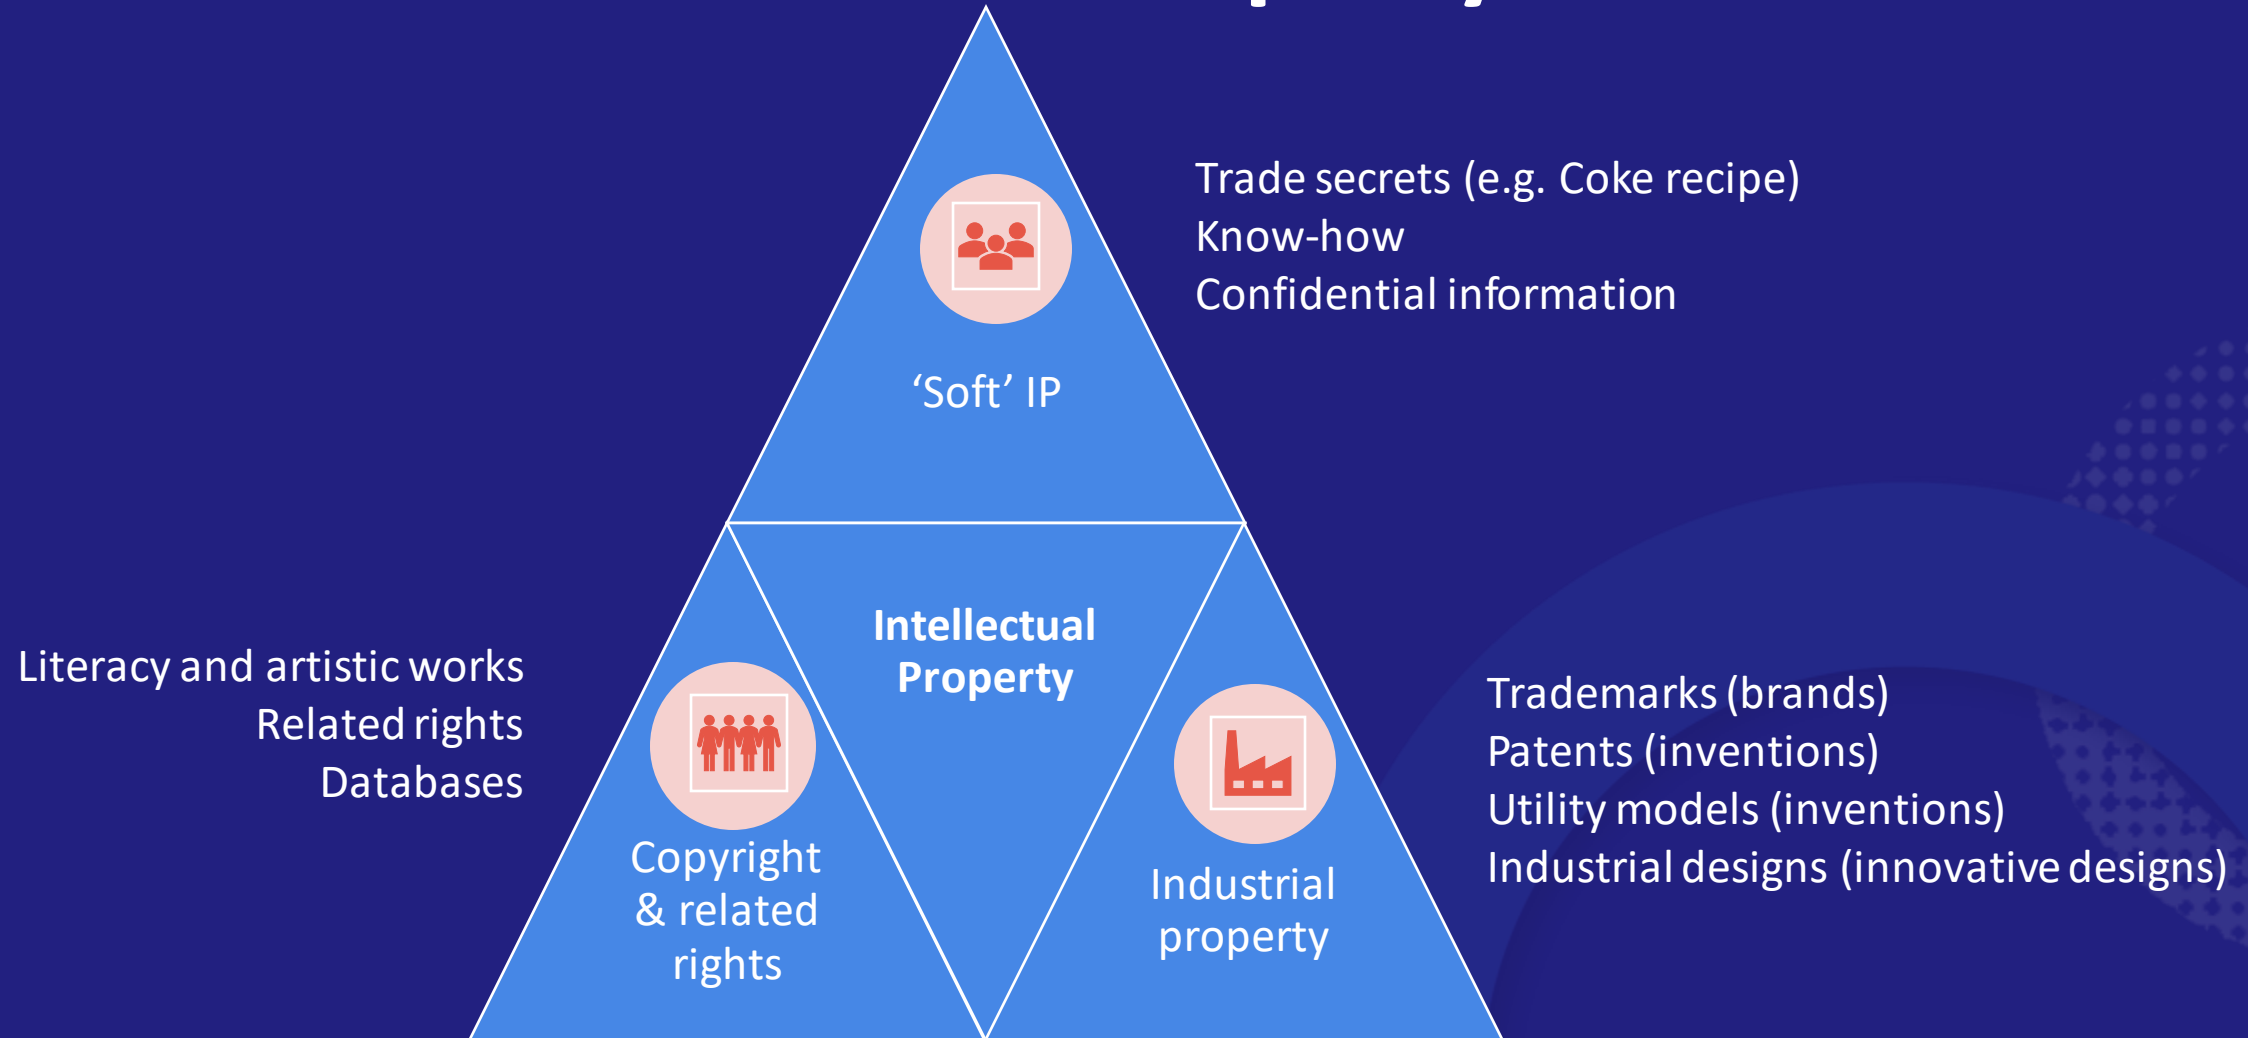 Trade secrets (e.g. Coke recipe)
Know-how
Confidential information
‘Soft’ IP
Intellectual
Property
Literacy and artistic works
Related rights
Databases
Copyright
& related
rights
Industrial
property
Trademarks (brands)
Patents (inventions)
Utility models (inventions)
Industrial designs (innovative designs)